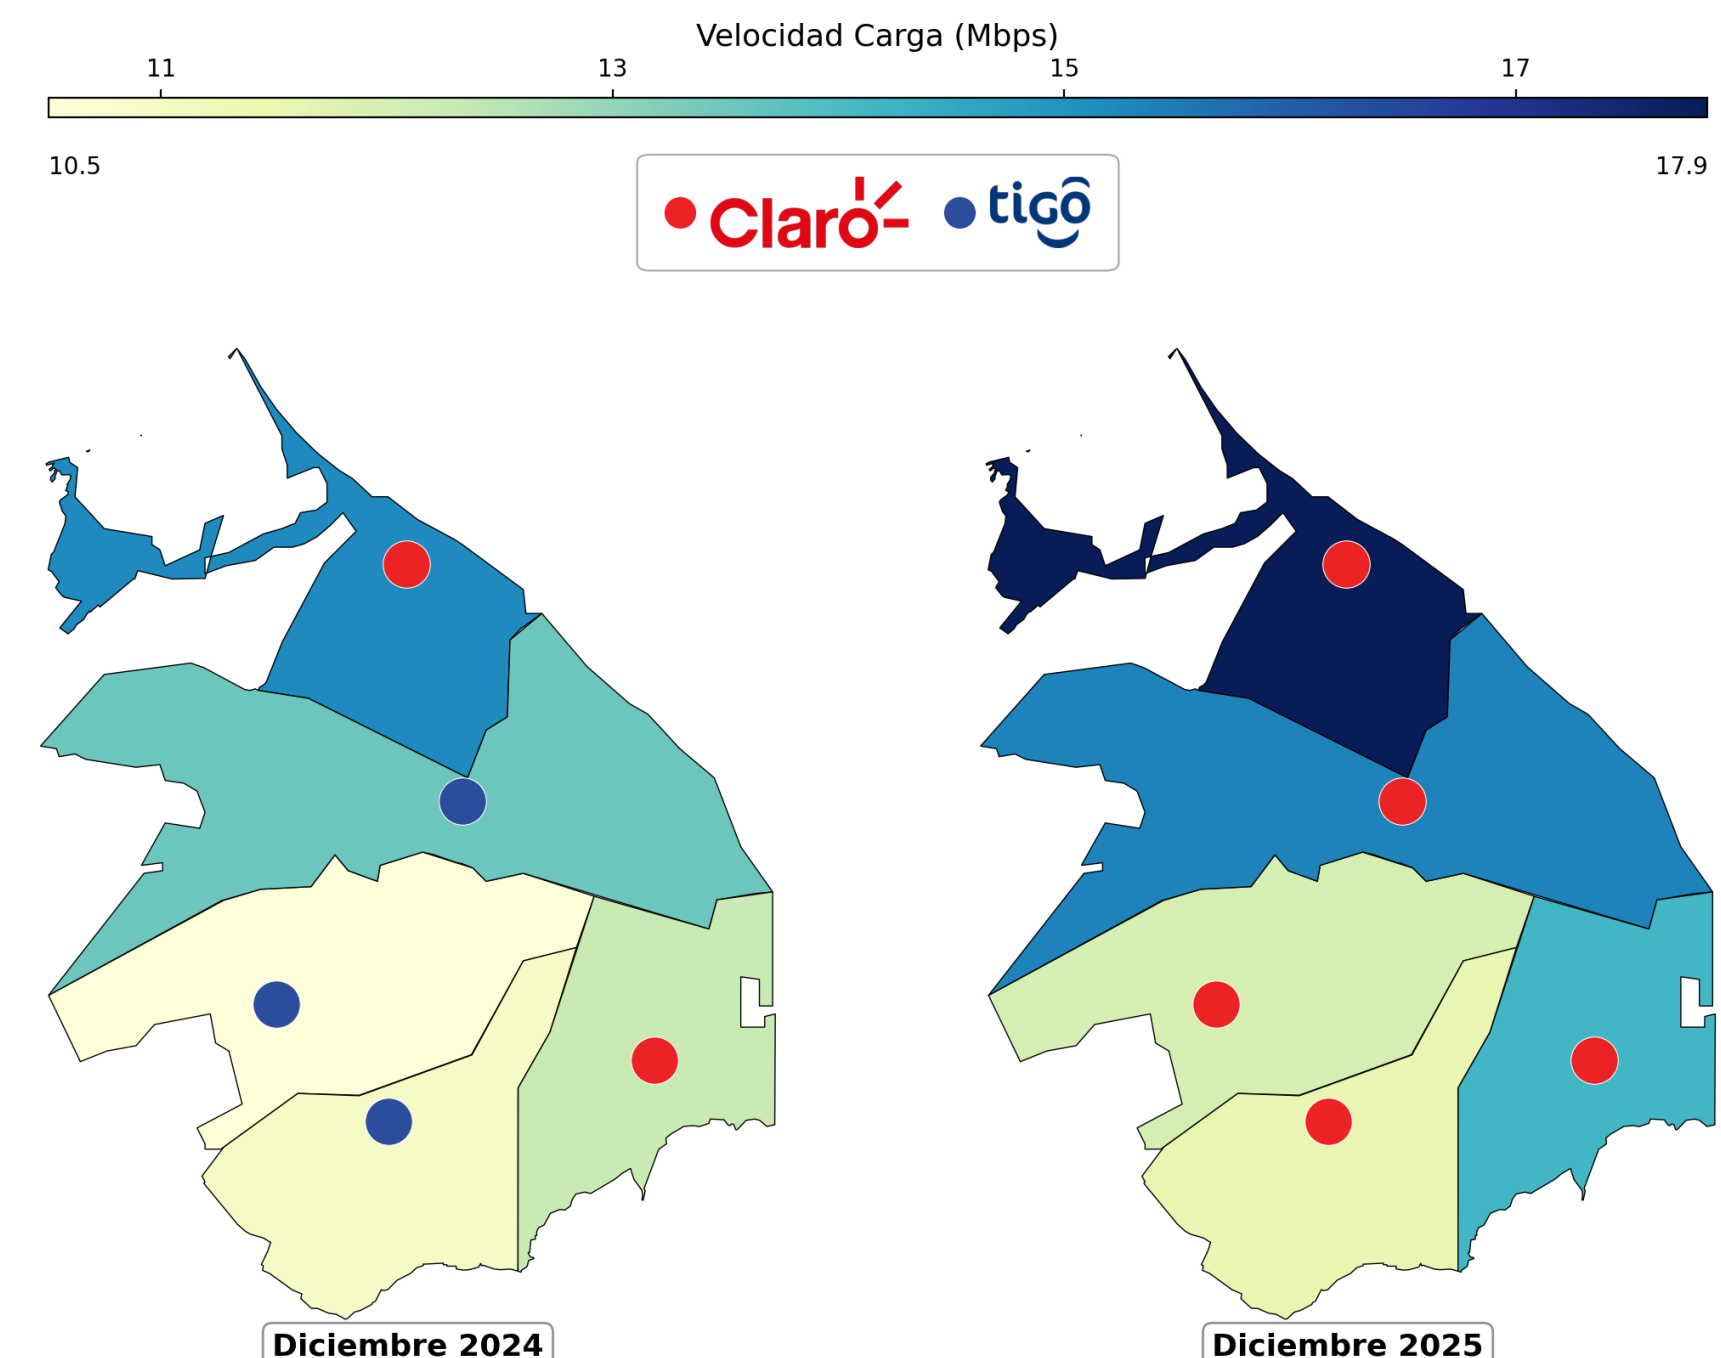 Velocidad Carga (Mbps)
11 13 15 17
10.5 17.9
Claro tigo
Diciembre 2024 Diciembre 2025